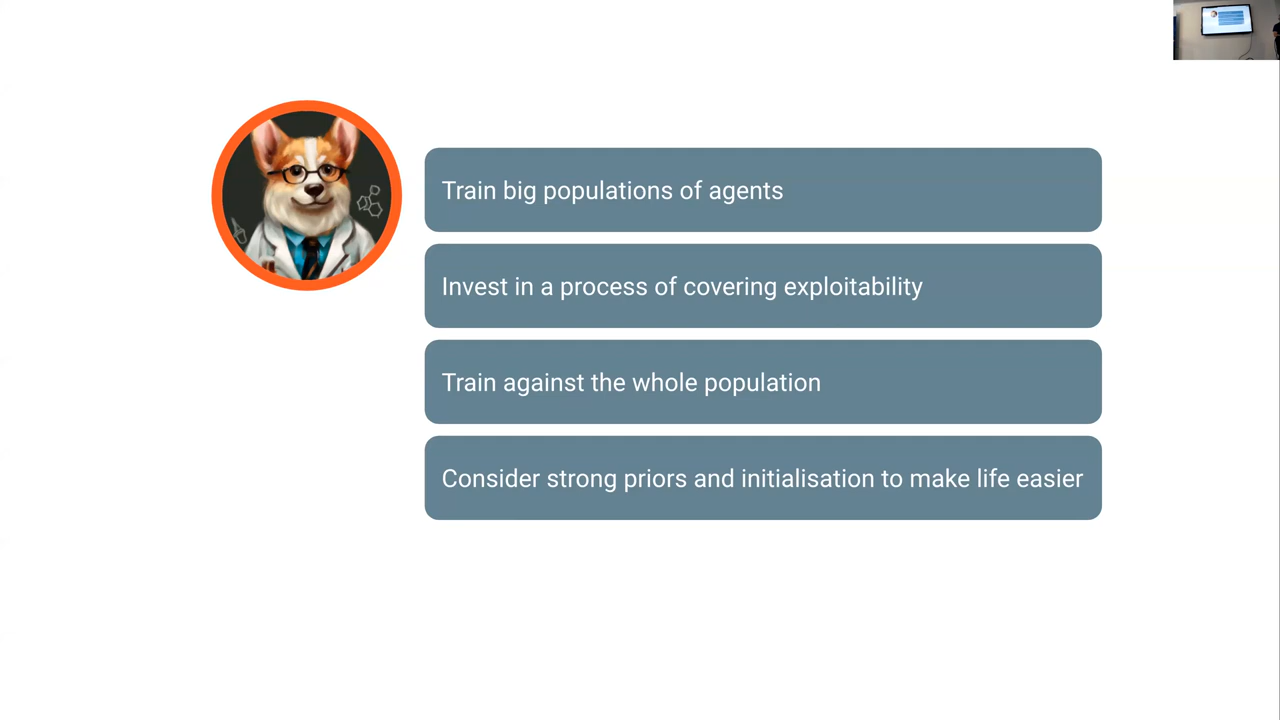 Train big populations of agents
Invest in a process of covering exploitability
Train against the whole population
Consider strong priors and initialisation to make life easier